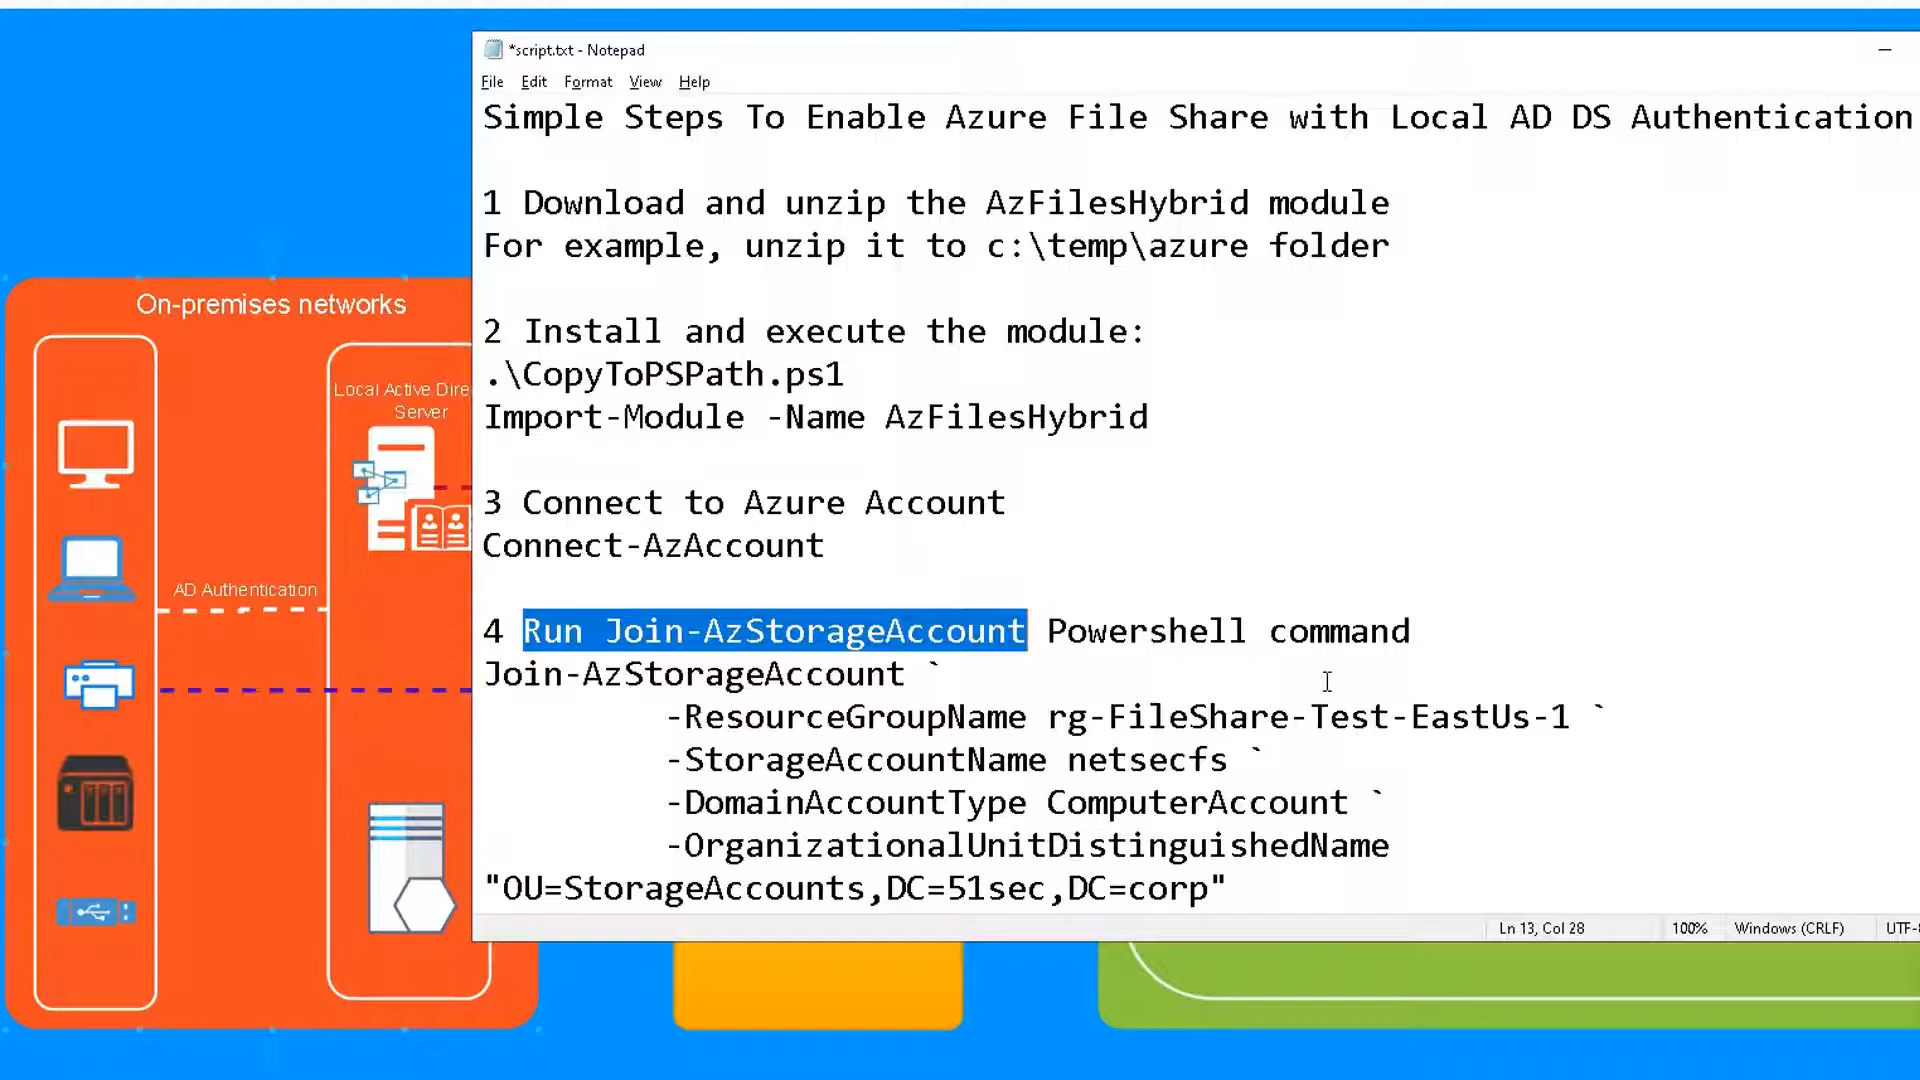 *script.txt - Notepad
File Edit Format View Help
Simple Steps To Enable Azure File Share with Local AD DS Authentication
1 Download and unzip the AzFilesHybrid module
For example, unzip it to c:\temp\azure folder
2 Install and execute the module:
.\CopyToPSPath.ps1
Import-Module -Name AzFilesHybrid
3 Connect to Azure Account
Connect-AzAccount
4 Run Join-AzStorageAccount Powershell command
Join-AzStorageAccount `
-ResourceGroupName rg-FileShare-Test-EastUs-1 `
-StorageAccountName netsecfs `
-DomainAccountType ComputerAccount `
-OrganizationalUnitDistinguishedName
"OU=StorageAccounts,DC=51sec,DC=corp"
Ln 13, Col 28 100% Windows (CRLF) UTF-8
On-premises networks
Local Active Dire
Server
AD Authentication